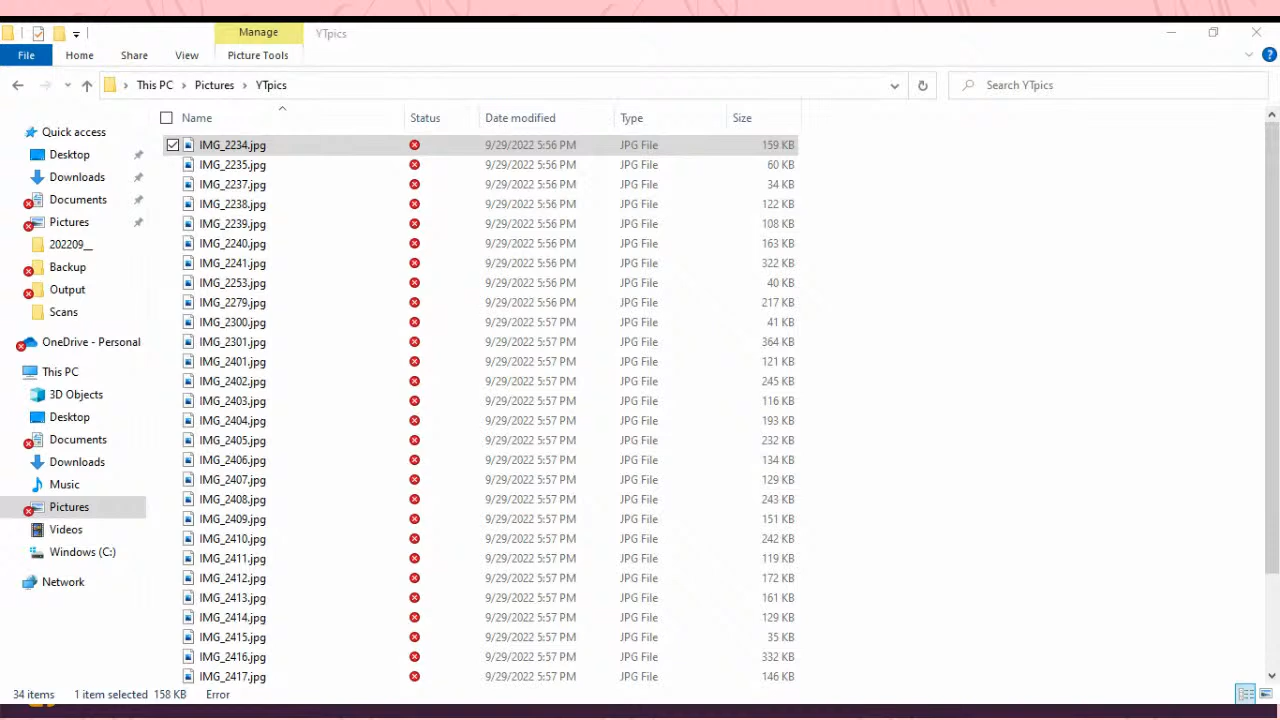 Manage
YTpics
File
Home
Share
View
Picture Tools
This PC
Pictures
YTpics
Search YTpics
Name
Status
Date modified
Type
Size
Quick access
Desktop
Downloads
Documents
Pictures
202209__
Backup
Output
Scans
OneDrive - Personal
This PC
3D Objects
Desktop
Documents
Downloads
Music
Pictures
Videos
Windows (C:)
Network
IMG_2234.jpg 9/29/2022 5:56 PM JPG File 159 KB
IMG_2235.jpg 9/29/2022 5:56 PM JPG File 60 KB
IMG_2237.jpg 9/29/2022 5:56 PM JPG File 34 KB
IMG_2238.jpg 9/29/2022 5:56 PM JPG File 122 KB
IMG_2239.jpg 9/29/2022 5:56 PM JPG File 108 KB
IMG_2240.jpg 9/29/2022 5:56 PM JPG File 163 KB
IMG_2241.jpg 9/29/2022 5:56 PM JPG File 322 KB
IMG_2253.jpg 9/29/2022 5:56 PM JPG File 40 KB
IMG_2279.jpg 9/29/2022 5:56 PM JPG File 217 KB
IMG_2300.jpg 9/29/2022 5:57 PM JPG File 41 KB
IMG_2301.jpg 9/29/2022 5:57 PM JPG File 364 KB
IMG_2401.jpg 9/29/2022 5:57 PM JPG File 121 KB
IMG_2402.jpg 9/29/2022 5:57 PM JPG File 245 KB
IMG_2403.jpg 9/29/2022 5:57 PM JPG File 116 KB
IMG_2404.jpg 9/29/2022 5:57 PM JPG File 193 KB
IMG_2405.jpg 9/29/2022 5:57 PM JPG File 232 KB
IMG_2406.jpg 9/29/2022 5:57 PM JPG File 134 KB
IMG_2407.jpg 9/29/2022 5:57 PM JPG File 129 KB
IMG_2408.jpg 9/29/2022 5:57 PM JPG File 243 KB
IMG_2409.jpg 9/29/2022 5:57 PM JPG File 151 KB
IMG_2410.jpg 9/29/2022 5:57 PM JPG File 242 KB
IMG_2411.jpg 9/29/2022 5:57 PM JPG File 119 KB
IMG_2412.jpg 9/29/2022 5:57 PM JPG File 172 KB
IMG_2413.jpg 9/29/2022 5:57 PM JPG File 161 KB
IMG_2414.jpg 9/29/2022 5:57 PM JPG File 129 KB
IMG_2415.jpg 9/29/2022 5:57 PM JPG File 35 KB
IMG_2416.jpg 9/29/2022 5:57 PM JPG File 332 KB
IMG_2417.jpg 9/29/2022 5:57 PM JPG File 146 KB
34 items 1 item selected 158 KB Error